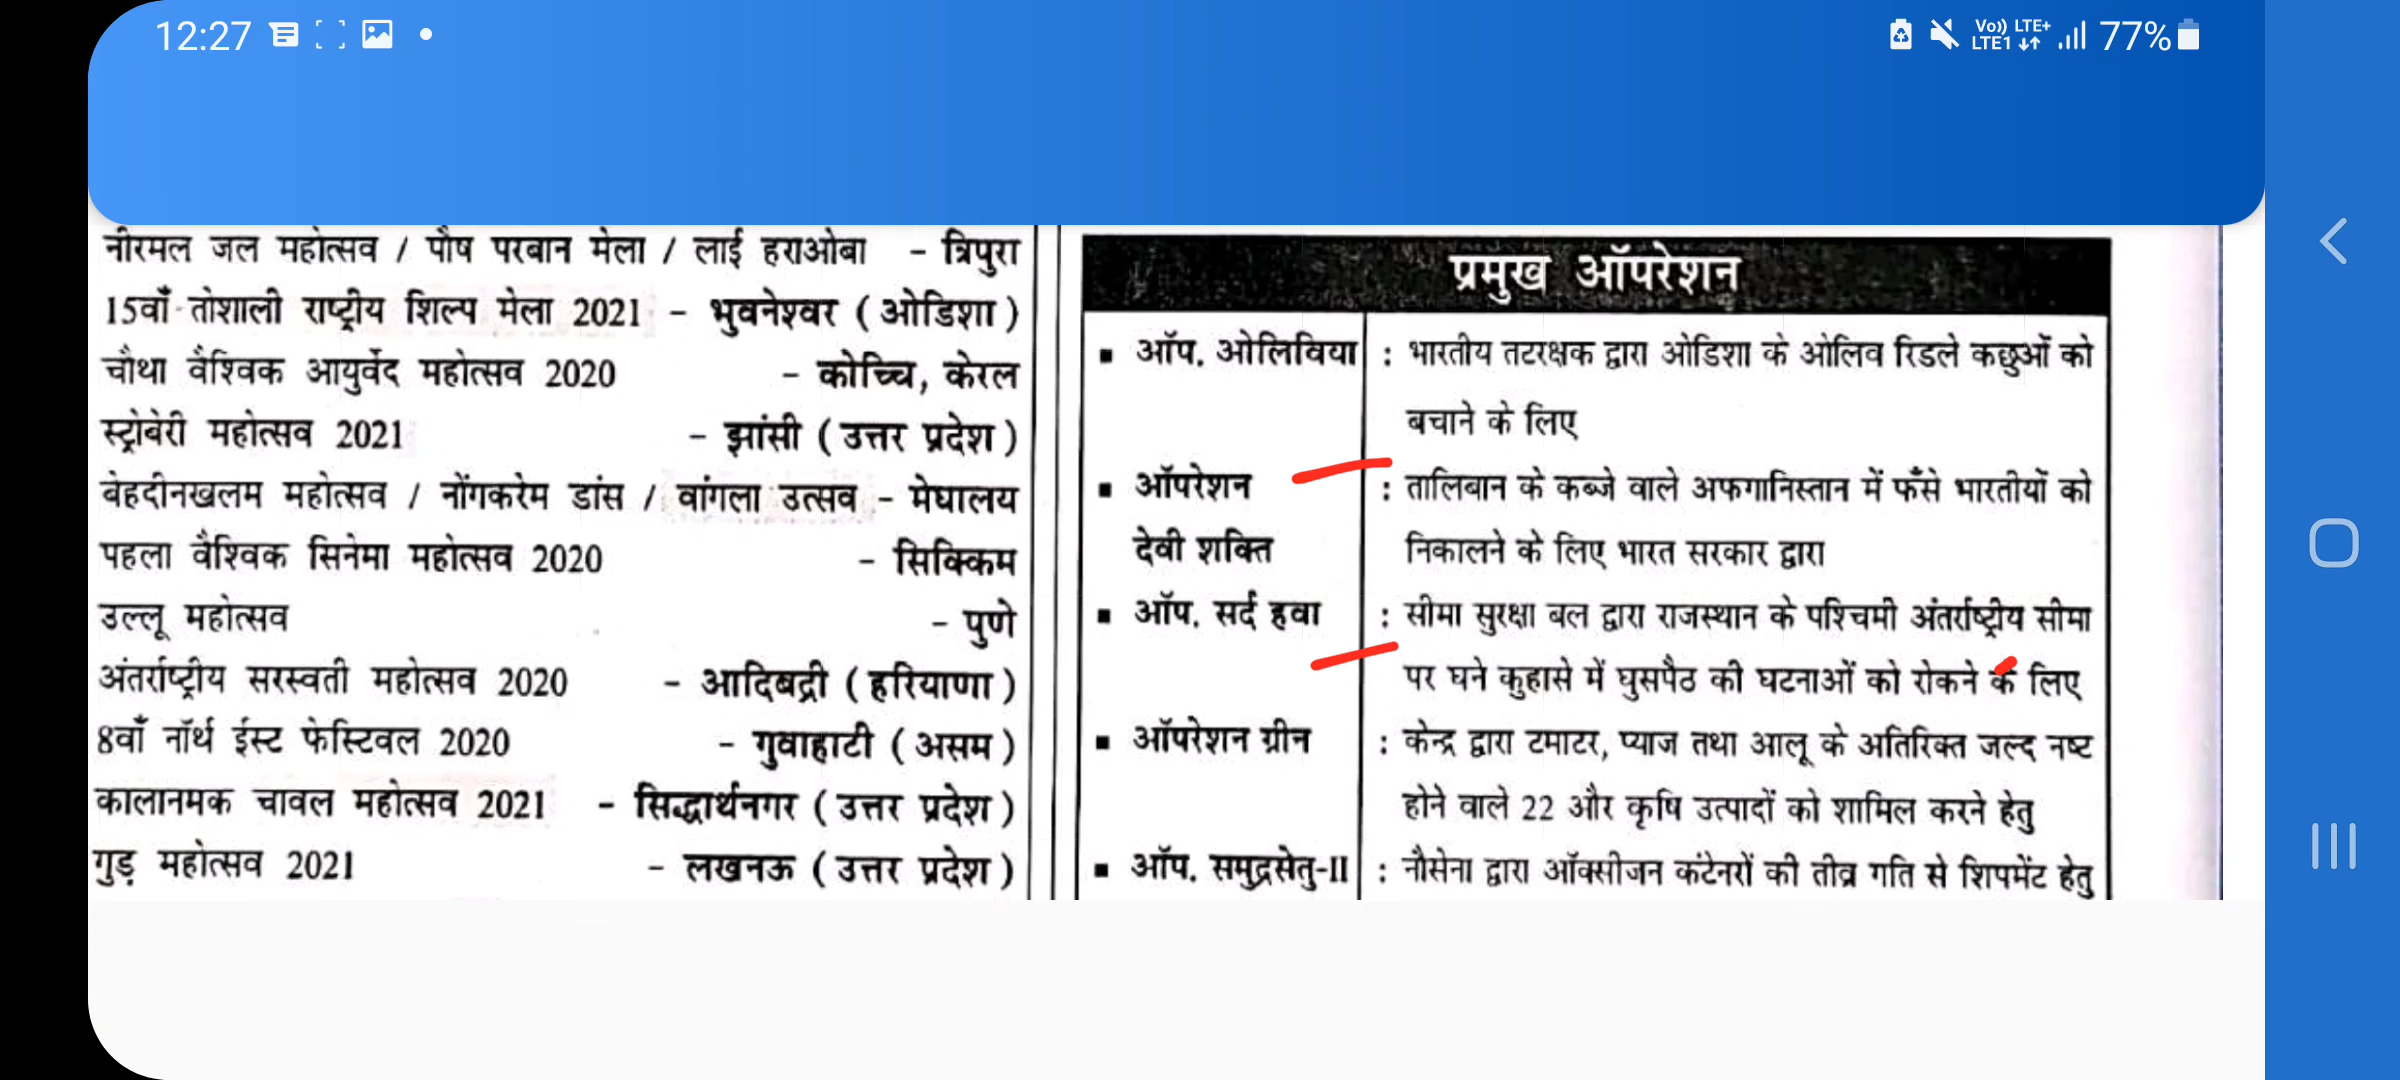 12:27
Vo)) LTE+
LTE1
77%
नीरमल जल महोत्सव / पौष परबान मेला / लाई हराओबा – त्रिपुरा
15वाँ तोशाली राष्ट्रीय शिल्प मेला 2021 – भुवनेश्वर ( ओडिशा )
चौथा वैश्विक आयुर्वेद महोत्सव 2020 – कोच्चि, केरल
स्ट्रोबेरी महोत्सव 2021 – झांसी ( उत्तर प्रदेश )
बेहदीनखलम महोत्सव / नोंगकरेम डांस / वांगला उत्सव – मेघालय
पहला वैश्विक सिनेमा महोत्सव 2020 – सिक्किम
उल्लू महोत्सव – पुणे
अंतर्राष्ट्रीय सरस्वती महोत्सव 2020 – आदिबद्री ( हरियाणा )
8वाँ नॉर्थ ईस्ट फेस्टिवल 2020 – गुवाहाटी ( असम )
कालानमक चावल महोत्सव 2021 – सिद्धार्थनगर ( उत्तर प्रदेश )
गुड़ महोत्सव 2021 – लखनऊ ( उत्तर प्रदेश )
प्रमुख ऑपरेशन
▪ ऑप. ओलिविया : भारतीय तटरक्षक द्वारा ओडिशा के ओलिव रिडले कछुओं को
बचाने के लिए
▪ ऑपरेशन : तालिबान के कब्जे वाले अफगानिस्तान में फँसे भारतीयों को
देवी शक्ति निकालने के लिए भारत सरकार द्वारा
▪ ऑप. सर्द हवा : सीमा सुरक्षा बल द्वारा राजस्थान के पश्चिमी अंतर्राष्ट्रीय सीमा
पर घने कुहासे में घुसपैठ की घटनाओं को रोकने के लिए
▪ ऑपरेशन ग्रीन : केन्द्र द्वारा टमाटर, प्याज तथा आलू के अतिरिक्त जल्द नष्ट
होने वाले 22 और कृषि उत्पादों को शामिल करने हेतु
▪ ऑप. समुद्रसेतु-II : नौसेना द्वारा ऑक्सीजन कंटेनरों की तीव्र गति से शिपमेंट हेतु